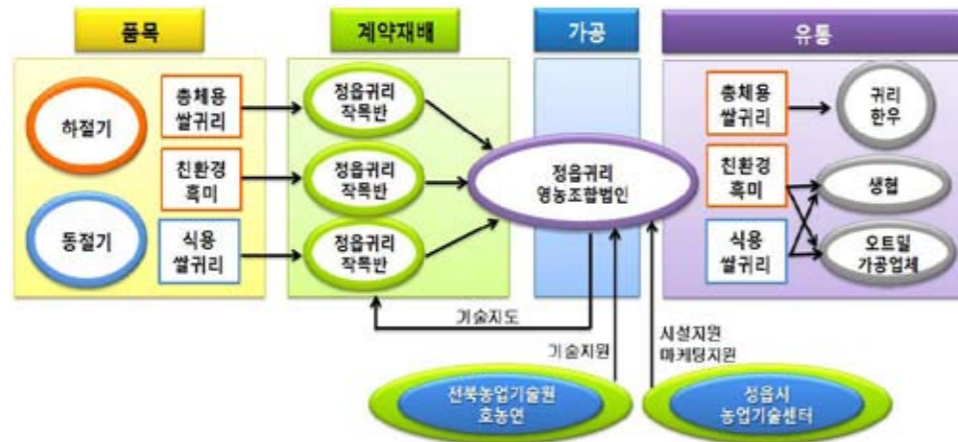 품목
계약재배
가공
유통
하절기
동절기
총체용
쌀귀리
친환경
흑미
식용
쌀귀리
정읍귀리
작목반
정읍귀리
작목반
정읍귀리
작목반
정읍귀리
영농조합법인
총체용
쌀귀리
친환경
흑미
식용
쌀귀리
귀리
한우
생협
오트밀
가공업체
기술지도
기술지원
시설지원
마케팅지원
전북농업기술원
호농연
정읍시
농업기술센터